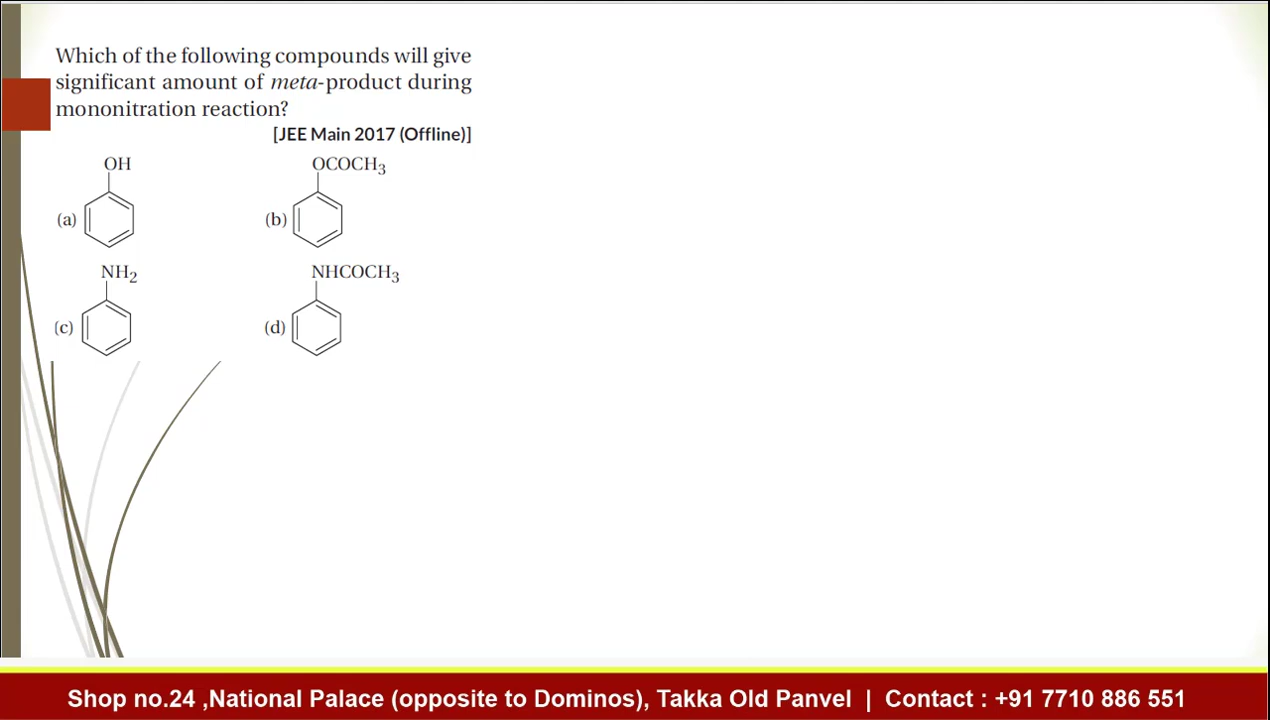 Which of the following compounds will give
significant amount of meta-product during
mononitration reaction?
[JEE Main 2017 (Offline)]
OH
OCOCH3
(a)
(b)
NH2
NHCOCH3
(c)
(d)
Shop no.24 ,National Palace (opposite to Dominos), Takka Old Panvel | Contact : +91 7710 886 551